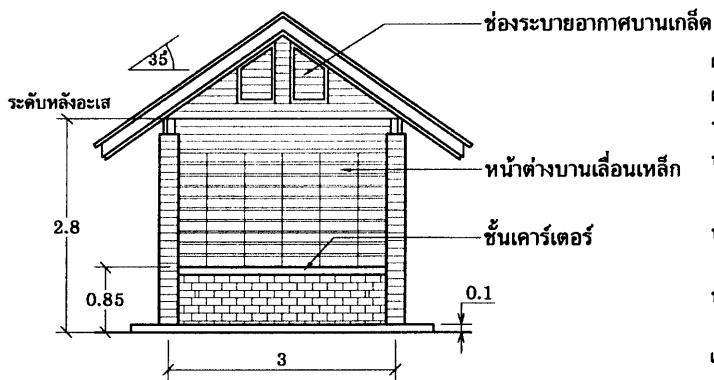 ช่องระบายอากาศบานเกล็ด
35
ระดับหลังอะเส
หน้าต่างบานเลื่อนเหล็ก
2.8
ชั้นเคาร์เตอร์
0.85
0.1
3